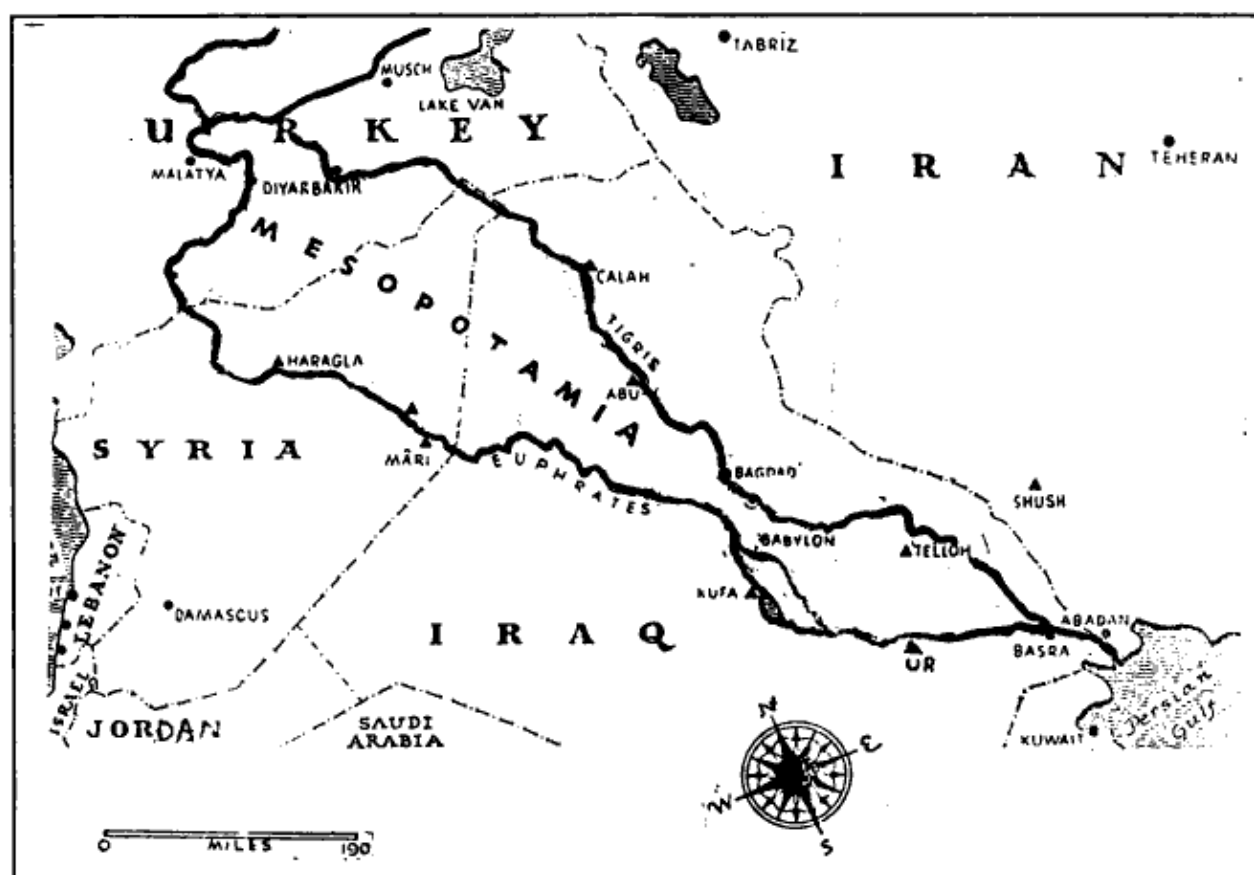 TABRIZ
MUSCH
LAKE VAN
URKEY
IRAN
TEHERAN
MALATYA
DIYARBAKIR
MESOPOTAMIA
CALAH
TIGRIS
HARAGLA
ABU
SYRIA
MÂRI
EUPHRATES
BAGDAD
SHUSH
BABYLON
TELLOH
LEBANON
DAMASCUS
KUFA
IRAQ
ABADAN
BASRA
UR
ISRAEL
JORDAN
SAUDI
ARABIA
Persian
Gulf
KUWAIT
N
E
W
S
0 MILES 190